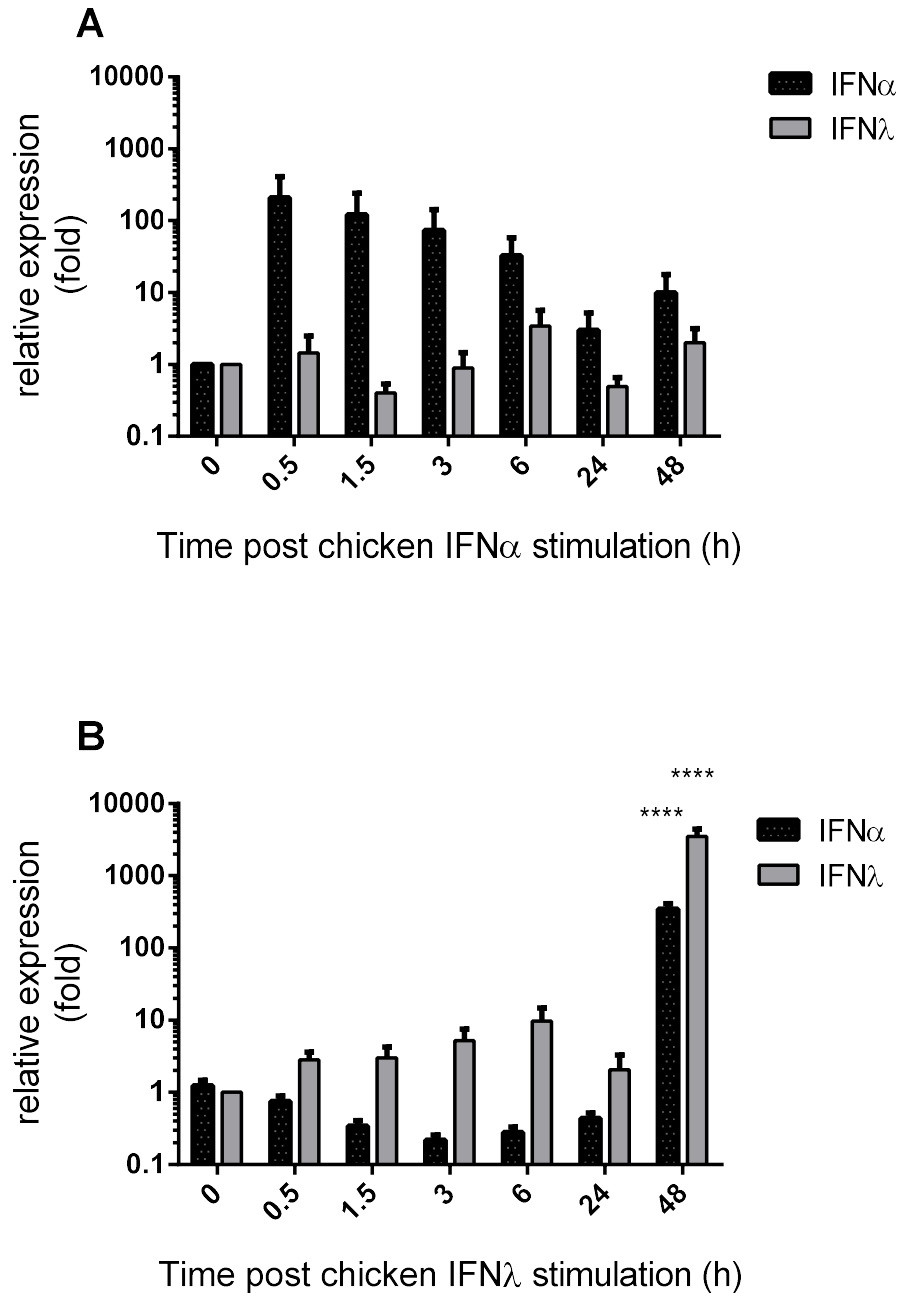 A
10000
1000
100
10
1
0.1
relative expression
(fold)
IFNα
IFNλ
0 0.5 1.5 3 6 24 48
Time post chicken IFNα stimulation (h)
B
****
****
10000
1000
100
10
1
0.1
relative expression
(fold)
IFNα
IFNλ
0 0.5 1.5 3 6 24 48
Time post chicken IFNλ stimulation (h)